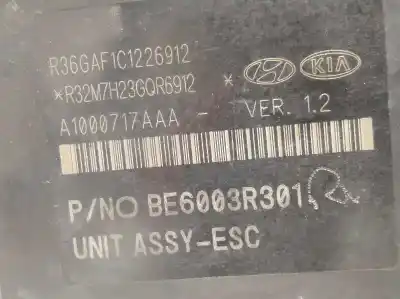 R36GAF1C1226912
*R32M7H23GQR6912 *
KIA
A1000717AAA - VER. 1.2
P/NO BE6003R301
UNIT ASSY-ESC